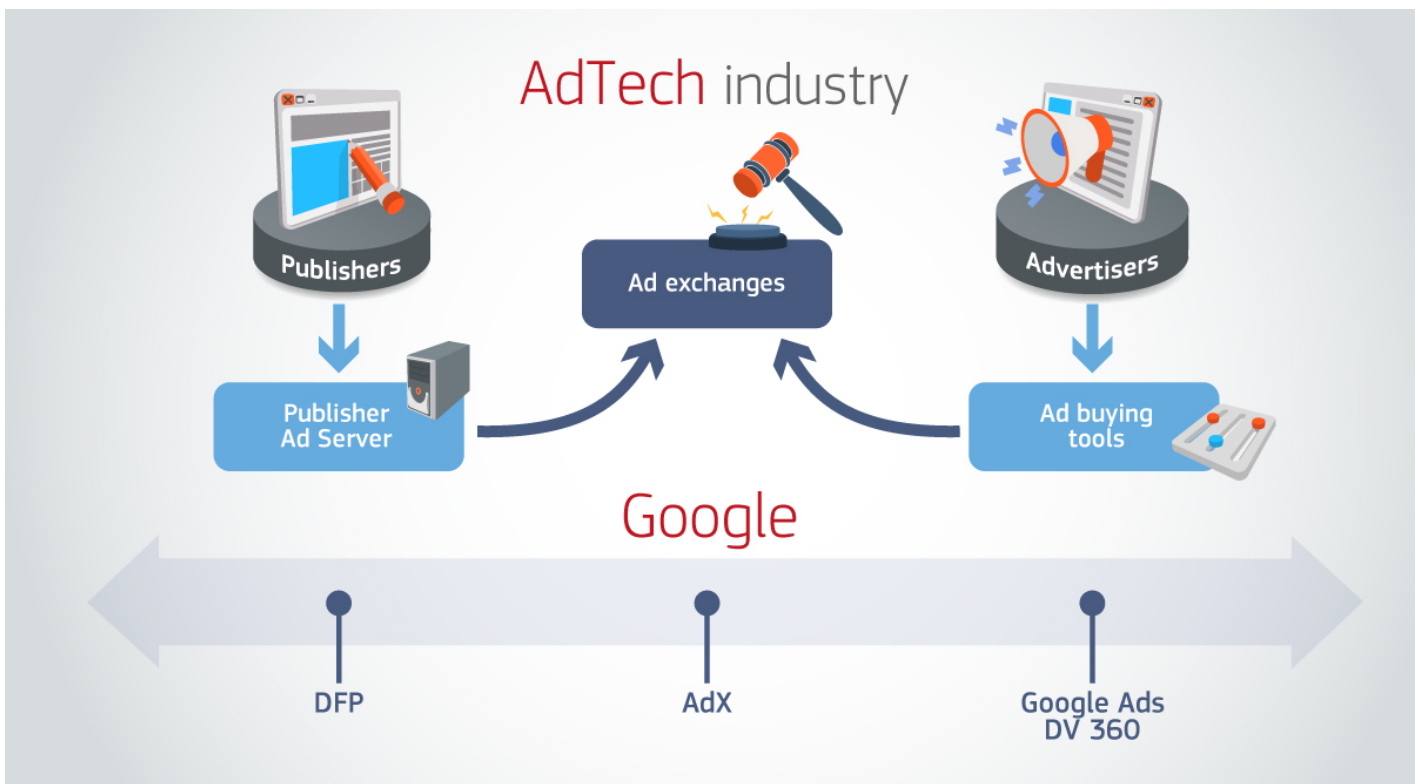 AdTech industry
Publishers
Ad exchanges
Advertisers
Publisher
Ad Server
Ad buying
tools
Google
DFP
AdX
Google Ads
DV 360